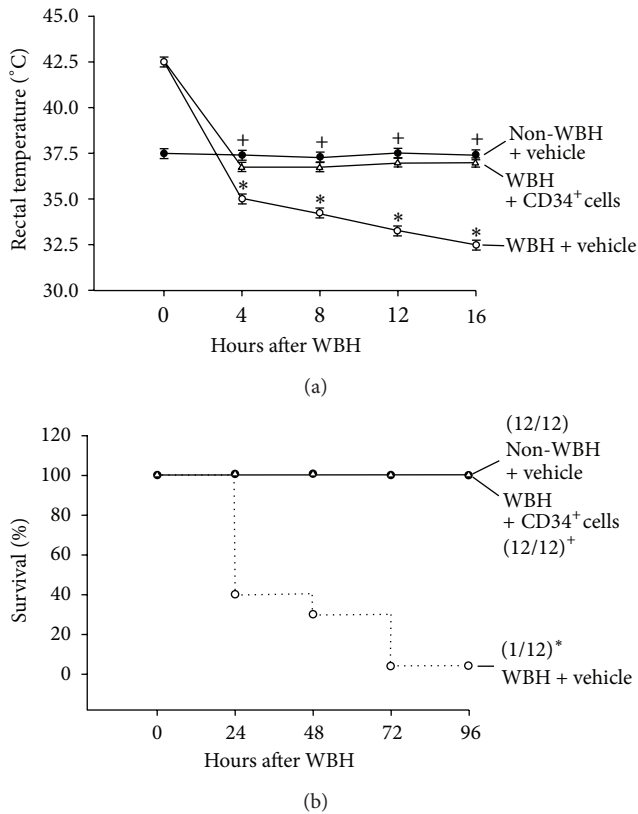 Rectal temperature (°C)
42.5
40.0
37.5
35.0
32.5
30.0
+ + + +
* * * *
Non-WBH
+ vehicle
WBH
+ CD34+ cells
WBH + vehicle
0 4 8 12 16
Hours after WBH
(a)
Survival (%)
120
100
80
60
40
20
0
(12/12)
Non-WBH
+ vehicle
WBH
+ CD34+ cells
(12/12)+
(1/12)*
WBH + vehicle
0 24 48 72 96
Hours after WBH
(b)